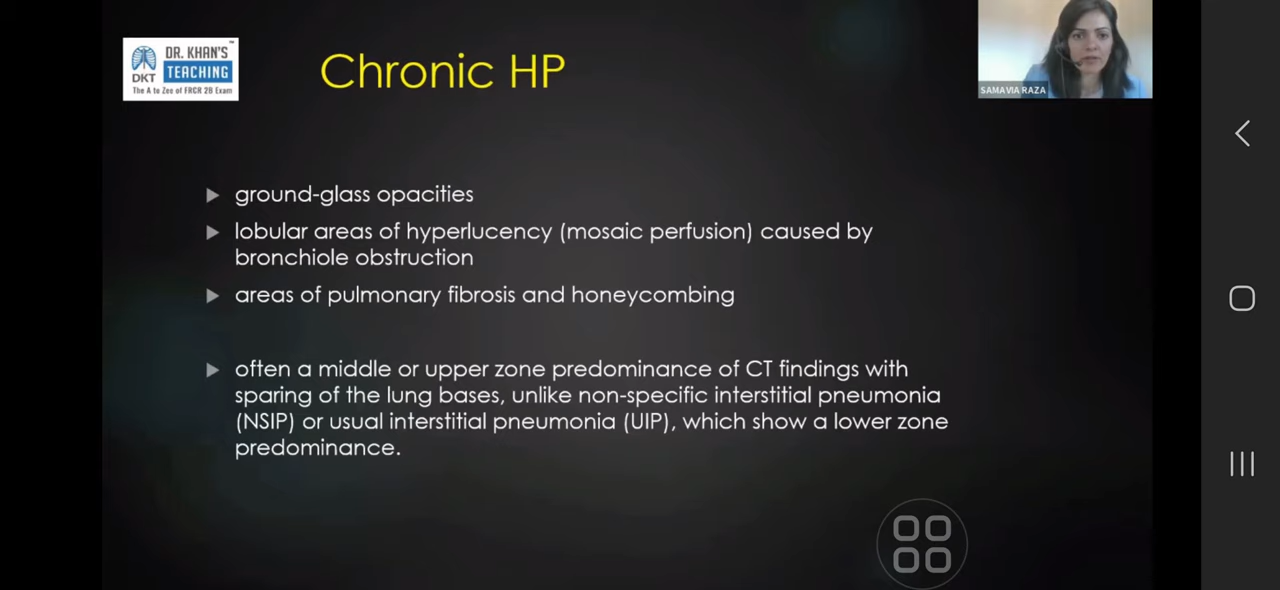 DR. KHAN'S
TEACHING
DKT
The A to Zee of FRCR 2B Exam
™
Chronic HP
SAMAVIA RAZA
ground-glass opacities
lobular areas of hyperlucency (mosaic perfusion) caused by
bronchiole obstruction
areas of pulmonary fibrosis and honeycombing
often a middle or upper zone predominance of CT findings with
sparing of the lung bases, unlike non-specific interstitial pneumonia
(NSIP) or usual interstitial pneumonia (UIP), which show a lower zone
predominance.